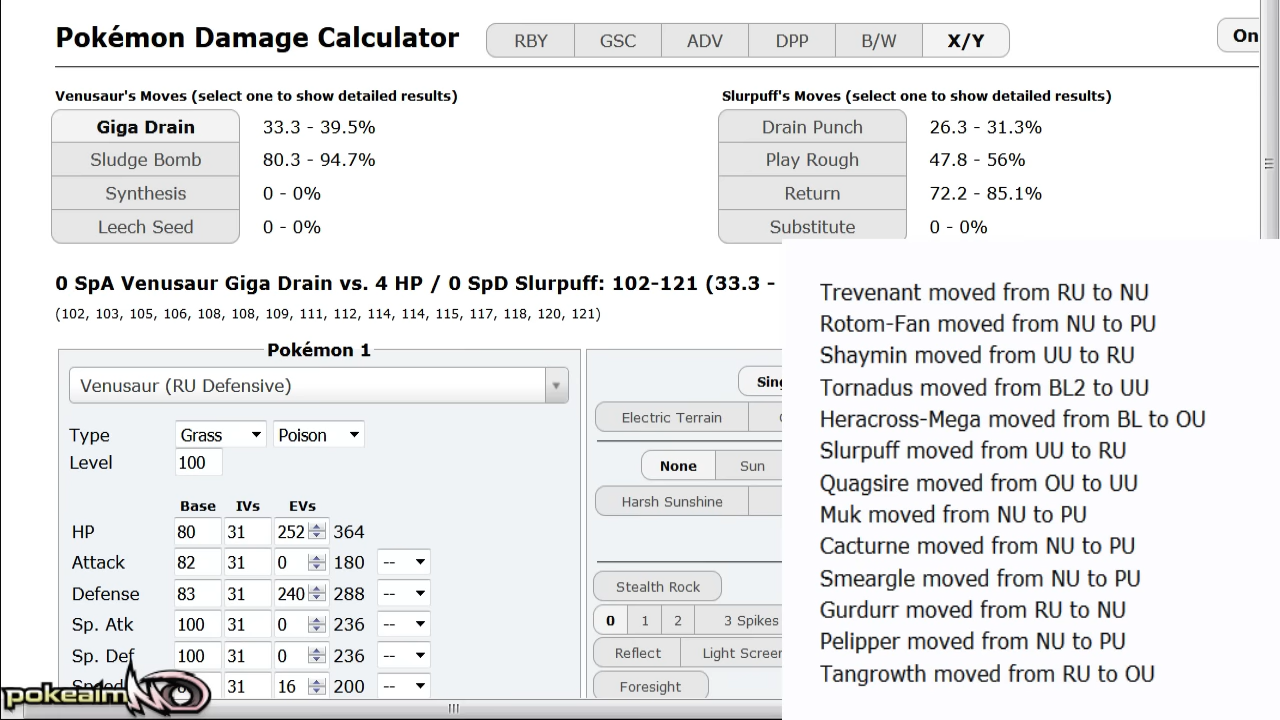 Pokémon Damage Calculator RBY GSC ADV DPP B/W X/Y On
Venusaur's Moves (select one to show detailed results) Slurpuff's Moves (select one to show detailed results)
Giga Drain 33.3 - 39.5% Drain Punch 26.3 - 31.3%
Sludge Bomb 80.3 - 94.7% Play Rough 47.8 - 56%
Synthesis 0 - 0% Return 72.2 - 85.1%
Leech Seed 0 - 0% Substitute 0 - 0%
0 SpA Venusaur Giga Drain vs. 4 HP / 0 SpD Slurpuff: 102-121 (33.3 -
(102, 103, 105, 106, 108, 108, 109, 111, 112, 114, 114, 115, 117, 118, 120, 121)
Pokémon 1
Venusaur (RU Defensive) Sing
Type Grass Poison Electric Terrain
Level 100 None Sun
Base IVs EVs Harsh Sunshine
HP 80 31 252 364
Attack 82 31 0 180 --
Defense 83 31 240 288 -- Stealth Rock
Sp. Atk 100 31 0 236 -- 0 1 2 3 Spikes
Sp. Def 100 31 0 236 -- Reflect Light Screen
31 16 200 -- Foresight
Trevenant moved from RU to NU
Rotom-Fan moved from NU to PU
Shaymin moved from UU to RU
Tornadus moved from BL2 to UU
Heracross-Mega moved from BL to OU
Slurpuff moved from UU to RU
Quagsire moved from OU to UU
Muk moved from NU to PU
Cacturne moved from NU to PU
Smeargle moved from NU to PU
Gurdurr moved from RU to NU
Pelipper moved from NU to PU
Tangrowth moved from RU to OU
pokeaimNO